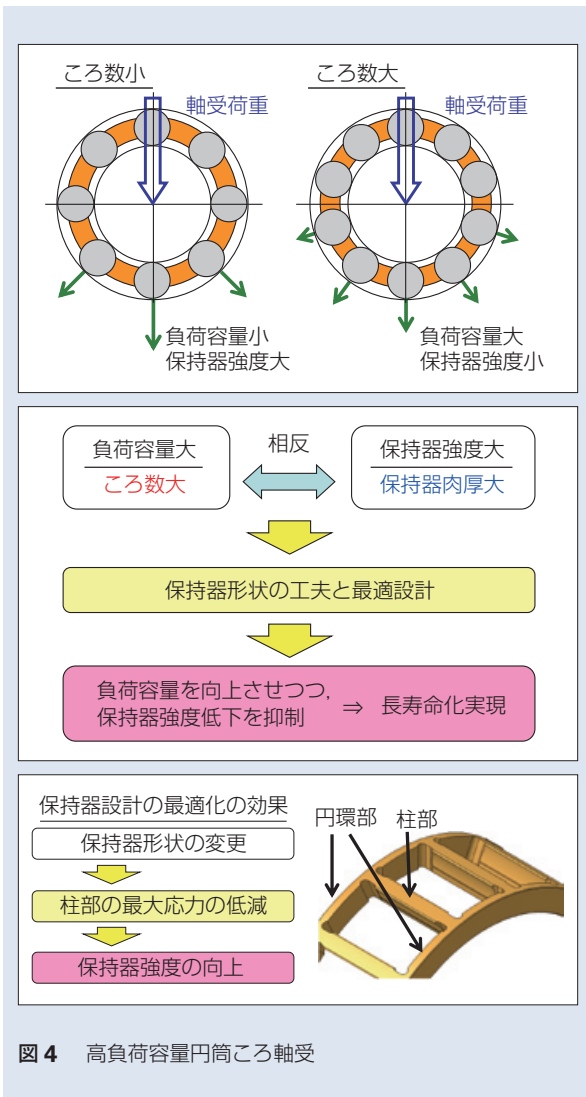 ころ数小
ころ数大
軸受荷重
軸受荷重
負荷容量小
保持器強度大
負荷容量大
保持器強度小
負荷容量大
ころ数大
相反
保持器強度大
保持器肉厚大
保持器形状の工夫と最適設計
負荷容量を向上させつつ,
保持器強度低下を抑制
⇒ 長寿命化実現
保持器設計の最適化の効果
保持器形状の変更
柱部の最大応力の低減
保持器強度の向上
円環部 柱部
図4 高負荷容量円筒ころ軸受